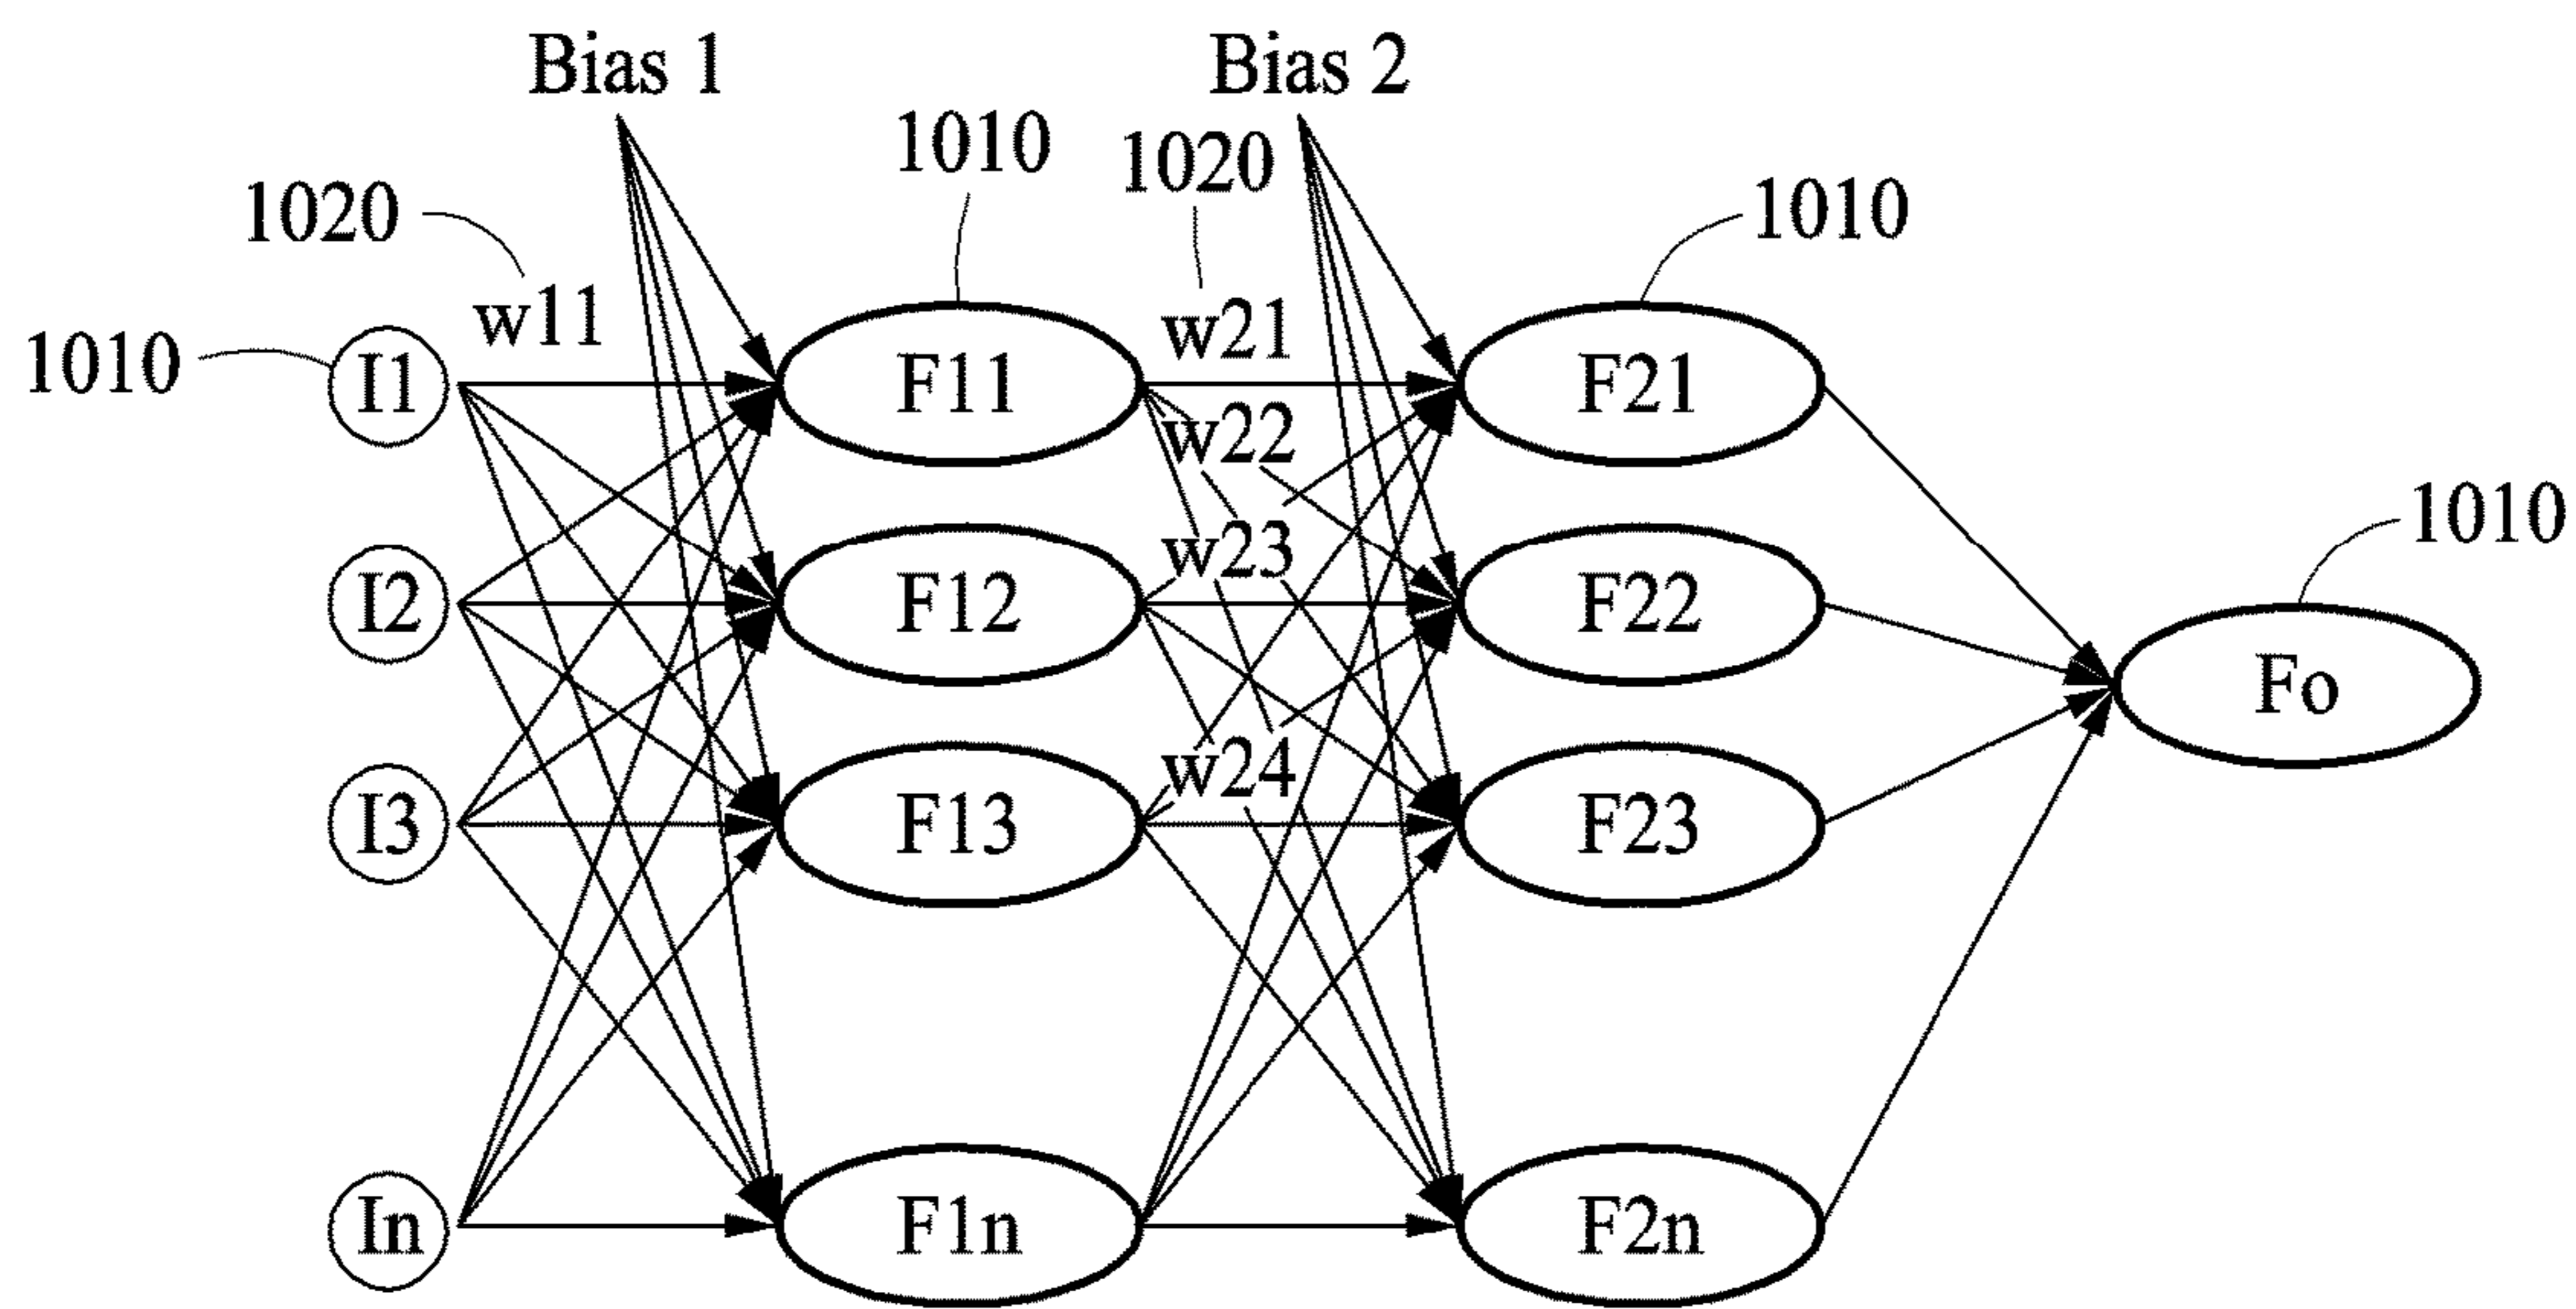 Bias 1 Bias 2
1010 1020
1020 1010
w11 w21
1010 I1 F11 F21
w22
1010
w23
I2 F12 F22
Fo
w24
I3 F13 F23
In F1n F2n